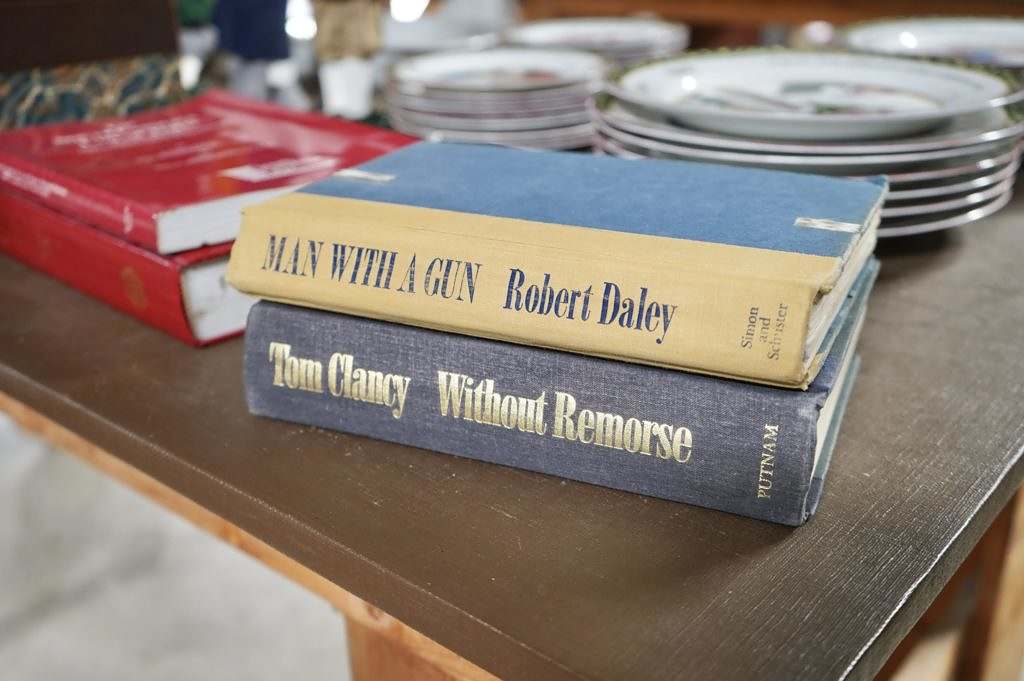 MAN WITH A GUN Robert Daley
Simon
and
Schuster
Tom Clancy Without Remorse
PUTNAM